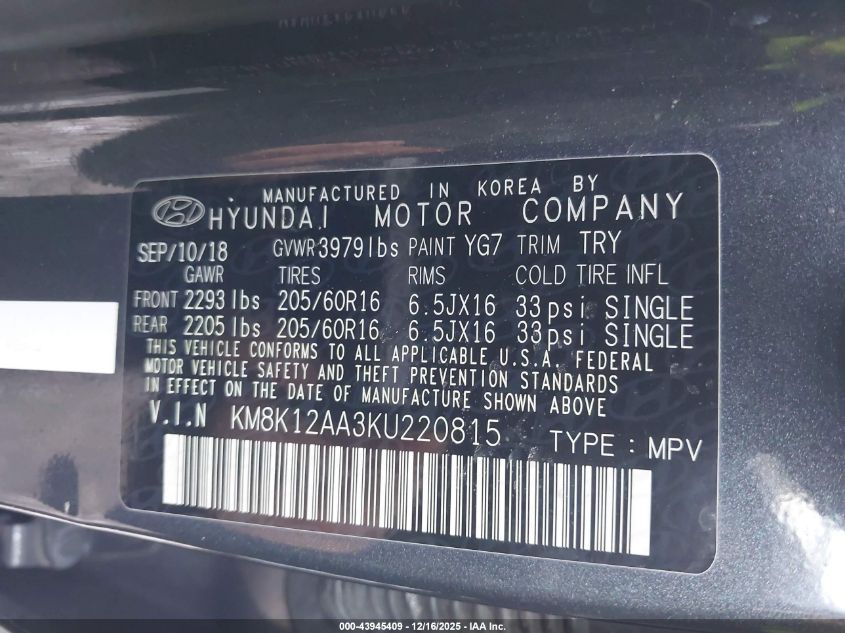 MANUFACTURED IN KOREA BY
HYUNDAI MOTOR COMPANY
SEP/10/18 GVWR 3979lbs PAINT YG7 TRIM TRY
GAWR TIRES RIMS COLD TIRE INFL
FRONT 2293lbs 205/60R16 6.5JX16 33psi SINGLE
REAR 2205lbs 205/60R16 6.5JX16 33psi SINGLE
THIS VEHICLE CONFORMS TO ALL APPLICABLE U.S.A. FEDERAL
MOTOR VEHICLE SAFETY AND THEFT PREVENTION STANDARDS
IN EFFECT ON THE DATE OF MANUFACTURE SHOWN ABOVE
V.I.N KM8K12AA3KU220815 TYPE : MPV
000-43945409 - 12/16/2025 - IAA Inc.